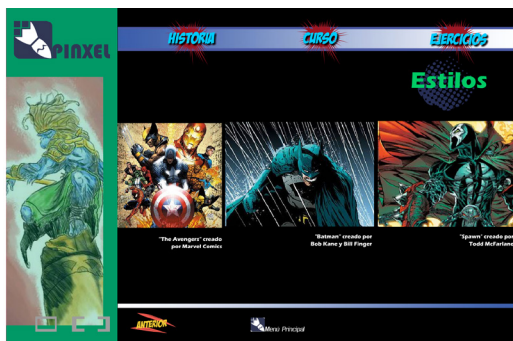 PINXEL
HISTORIA
CURSO
EJERCICIOS
Estilos
"The Avengers" creado
por Marvel Comics
"Batman" creado por
Bob Kane y Bill Finger
"Spawn" creado por
Todd McFarlane
ANTERIOR
Menú Principal